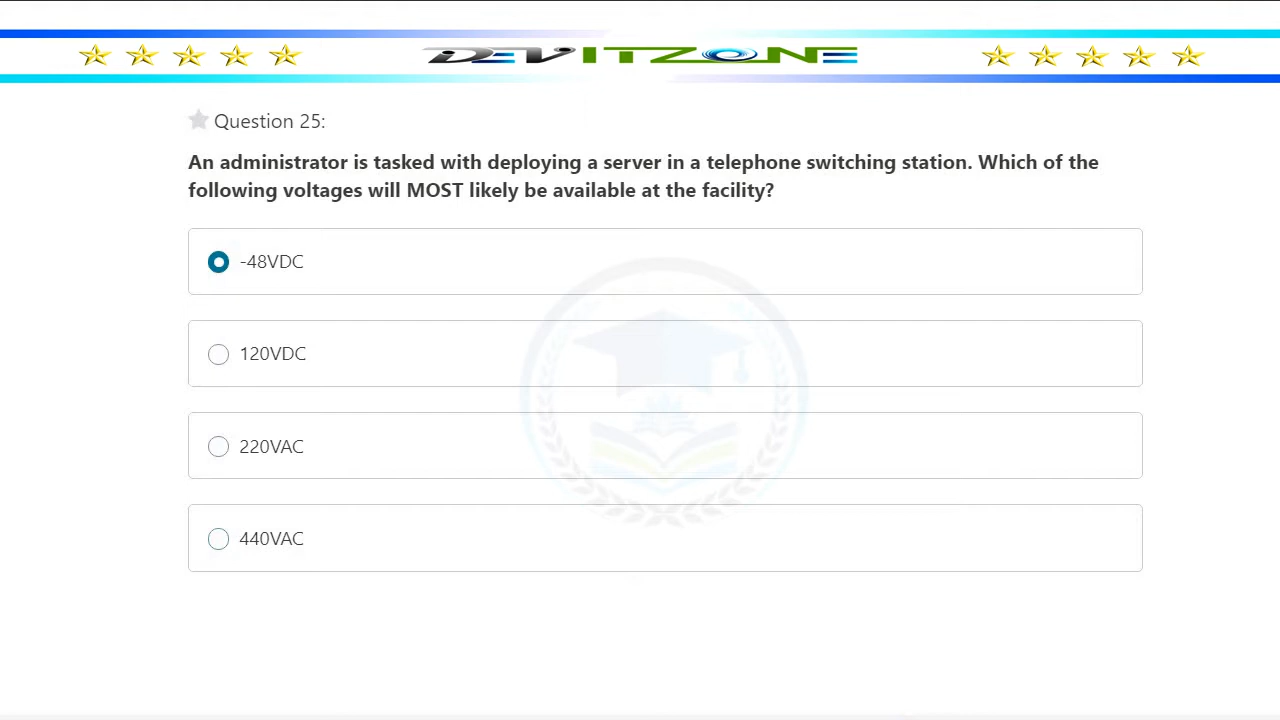 DEVITZONE
Question 25:
An administrator is tasked with deploying a server in a telephone switching station. Which of the
following voltages will MOST likely be available at the facility?
-48VDC
120VDC
220VAC
440VAC